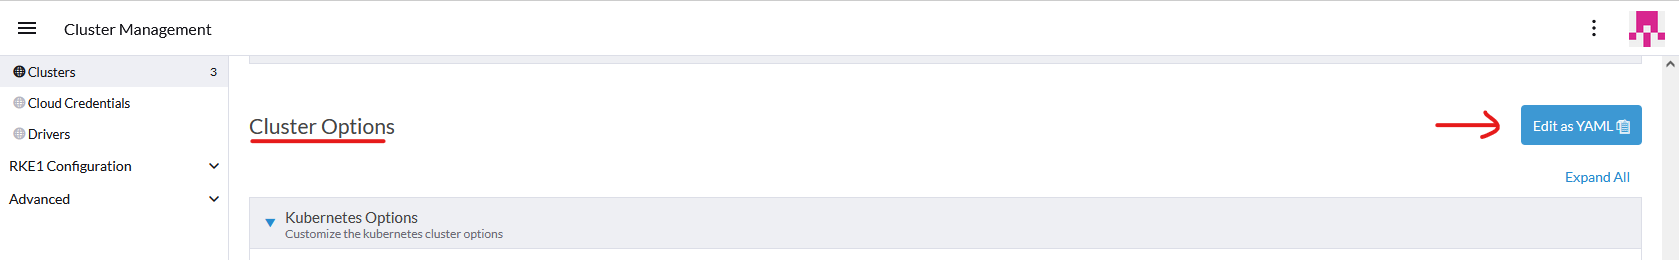 Cluster Management
Clusters 3
Cloud Credentials
Drivers
RKE1 Configuration
Advanced
Cluster Options
Edit as YAML
Expand All
Kubernetes Options
Customize the kubernetes cluster options